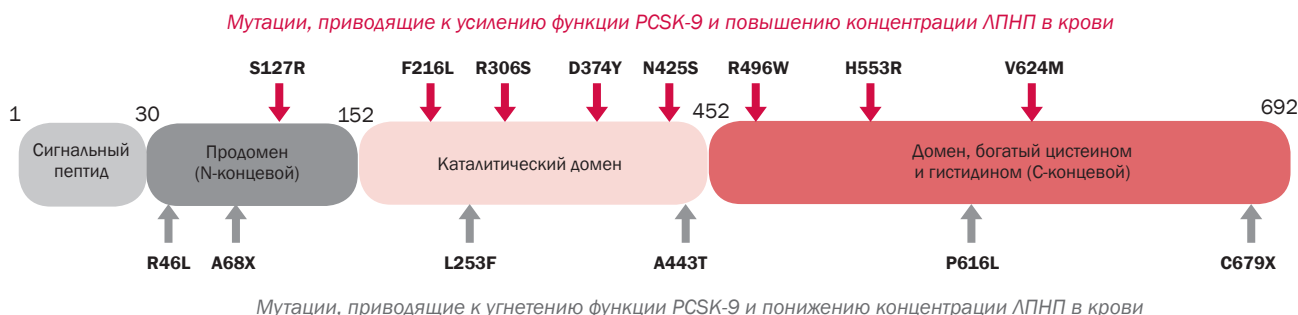 Мутации, приводящие к усилению функции PCSK-9 и повышению концентрации ЛПНП в крови
S127R F216L R306S D374Y N425S R496W H553R V624M
1 30 152 452 692
Сигнальный
пептид
Продомен
(N-концевой)
Каталитический домен
Домен, богатый цистеином
и гистидином (С-концевой)
R46L A68X L253F A443T P616L C679X
Мутации, приводящие к угнетению функции PCSK-9 и понижению концентрации ЛПНП в крови